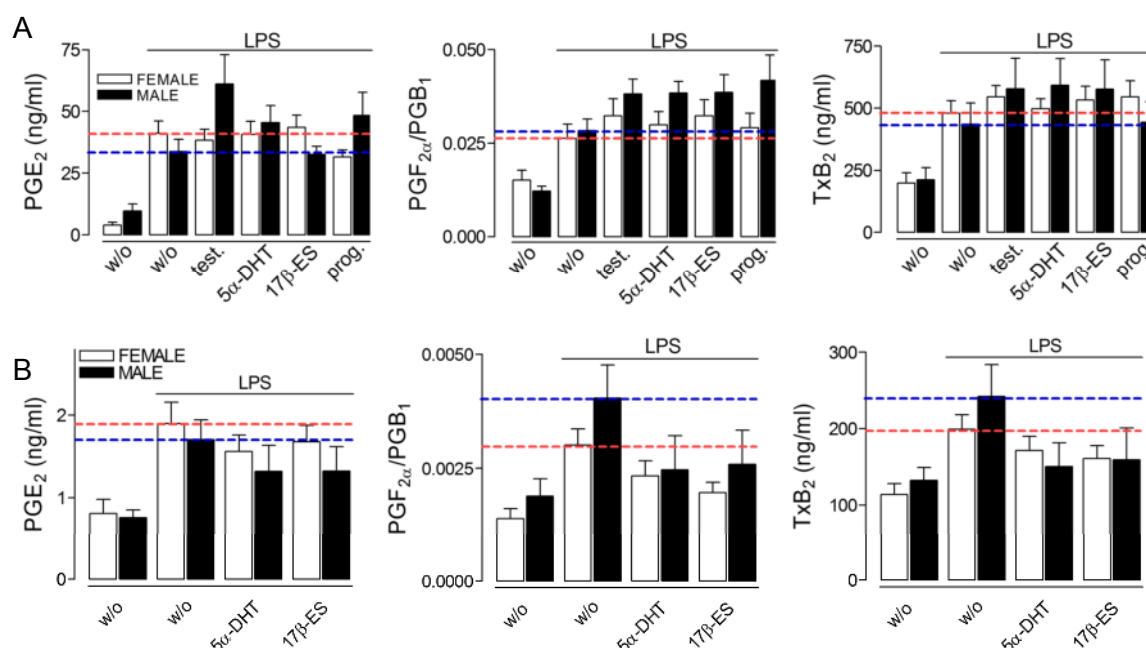 A
LPS
FEMALE
MALE
PGE2 (ng/ml)
75
50
25
0
w/o
w/o
test.
5α-DHT
17β-ES
prog.
LPS
PGF2α/PGB1
0.050
0.025
0.000
w/o
w/o
test.
5α-DHT
17β-ES
prog.
LPS
TxB2 (ng/ml)
750
500
250
0
w/o
w/o
test.
5α-DHT
17β-ES
prog.
B
FEMALE
MALE
LPS
PGE2 (ng/ml)
2
1
0
w/o
w/o
5α-DHT
17β-ES
LPS
PGF2α/PGB1
0.0050
0.0025
0.0000
w/o
w/o
5α-DHT
17β-ES
LPS
TxB2 (ng/ml)
300
200
100
0
w/o
w/o
5α-DHT
17β-ES